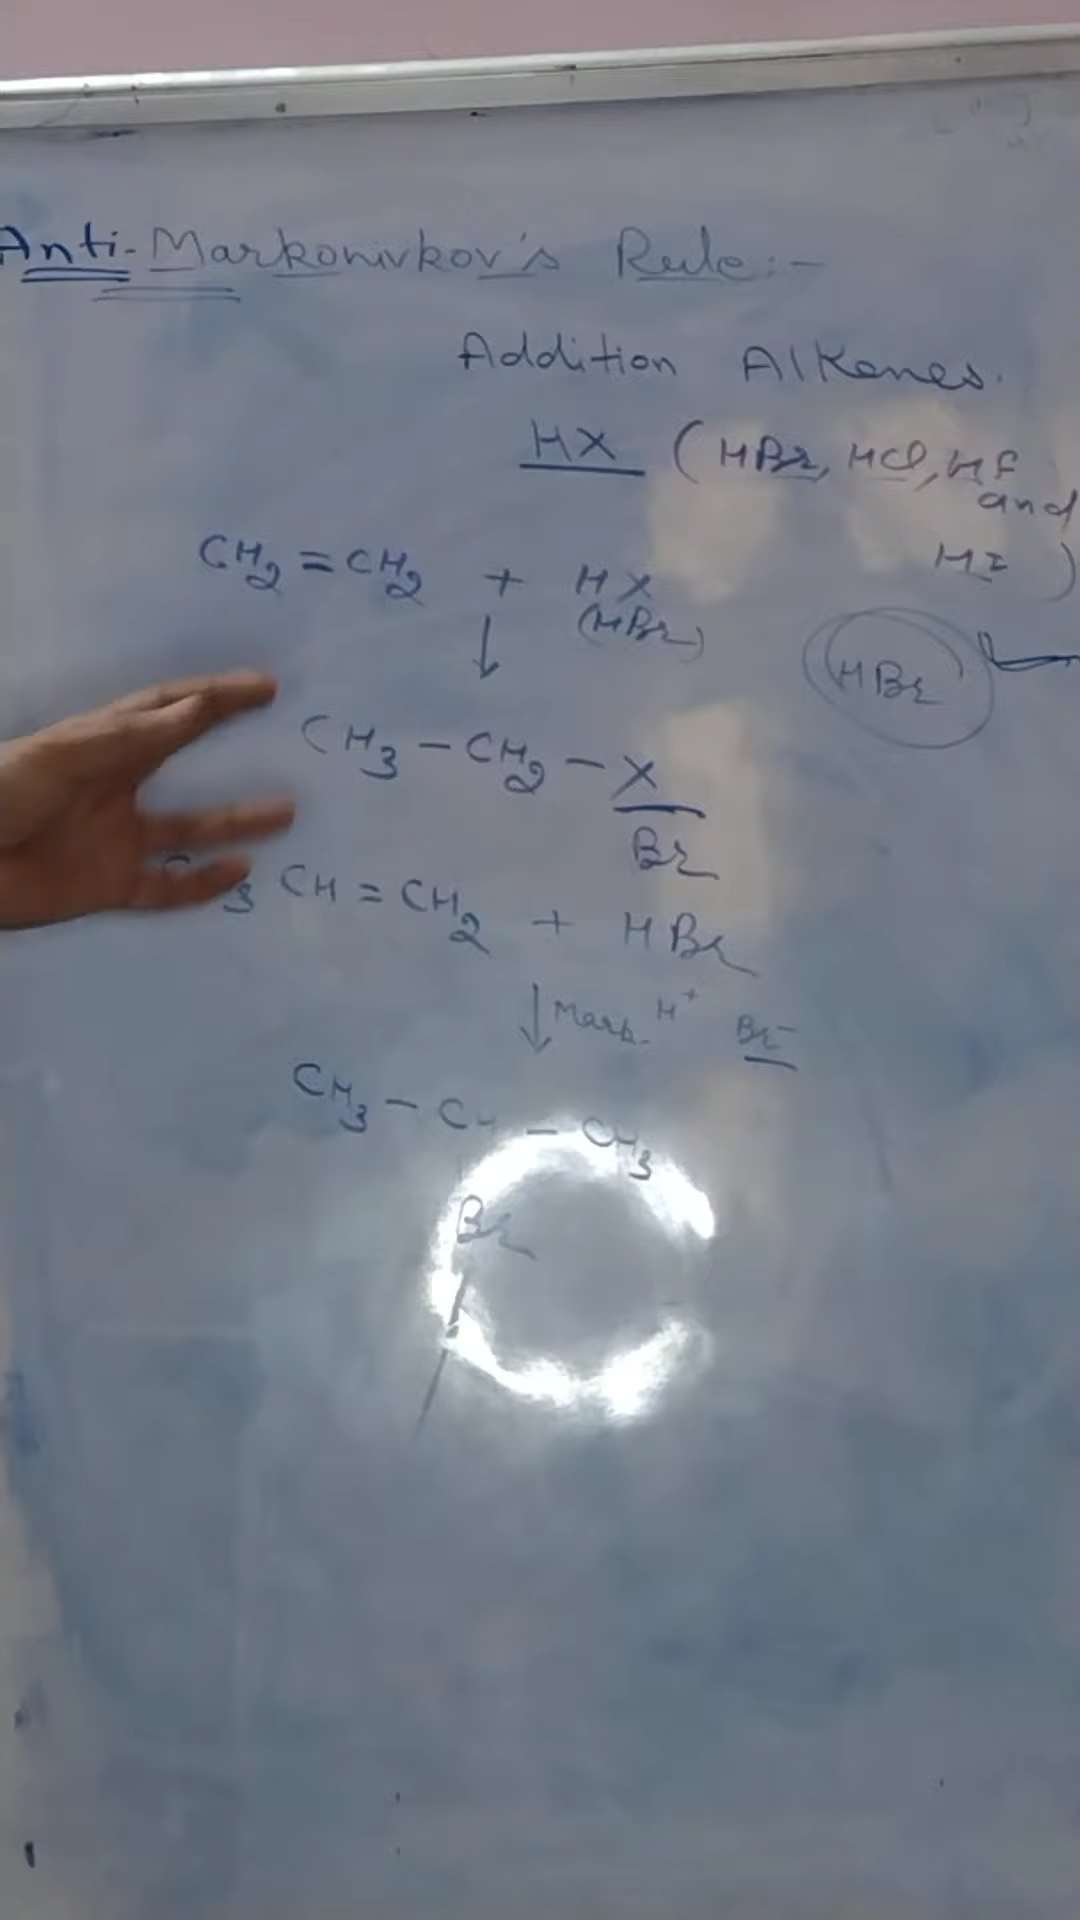 Anti-Markonivkov's Rule:-
Addition Alkenes.
HX (HBr, HCl, HF
and
HI)
CH2 = CH2 + HX
(HBr)
HBr
CH3 - CH2 - X
Br
3 CH = CH2 + HBr
Mark. H+ Br-
CH3 - CH - CH3
Br